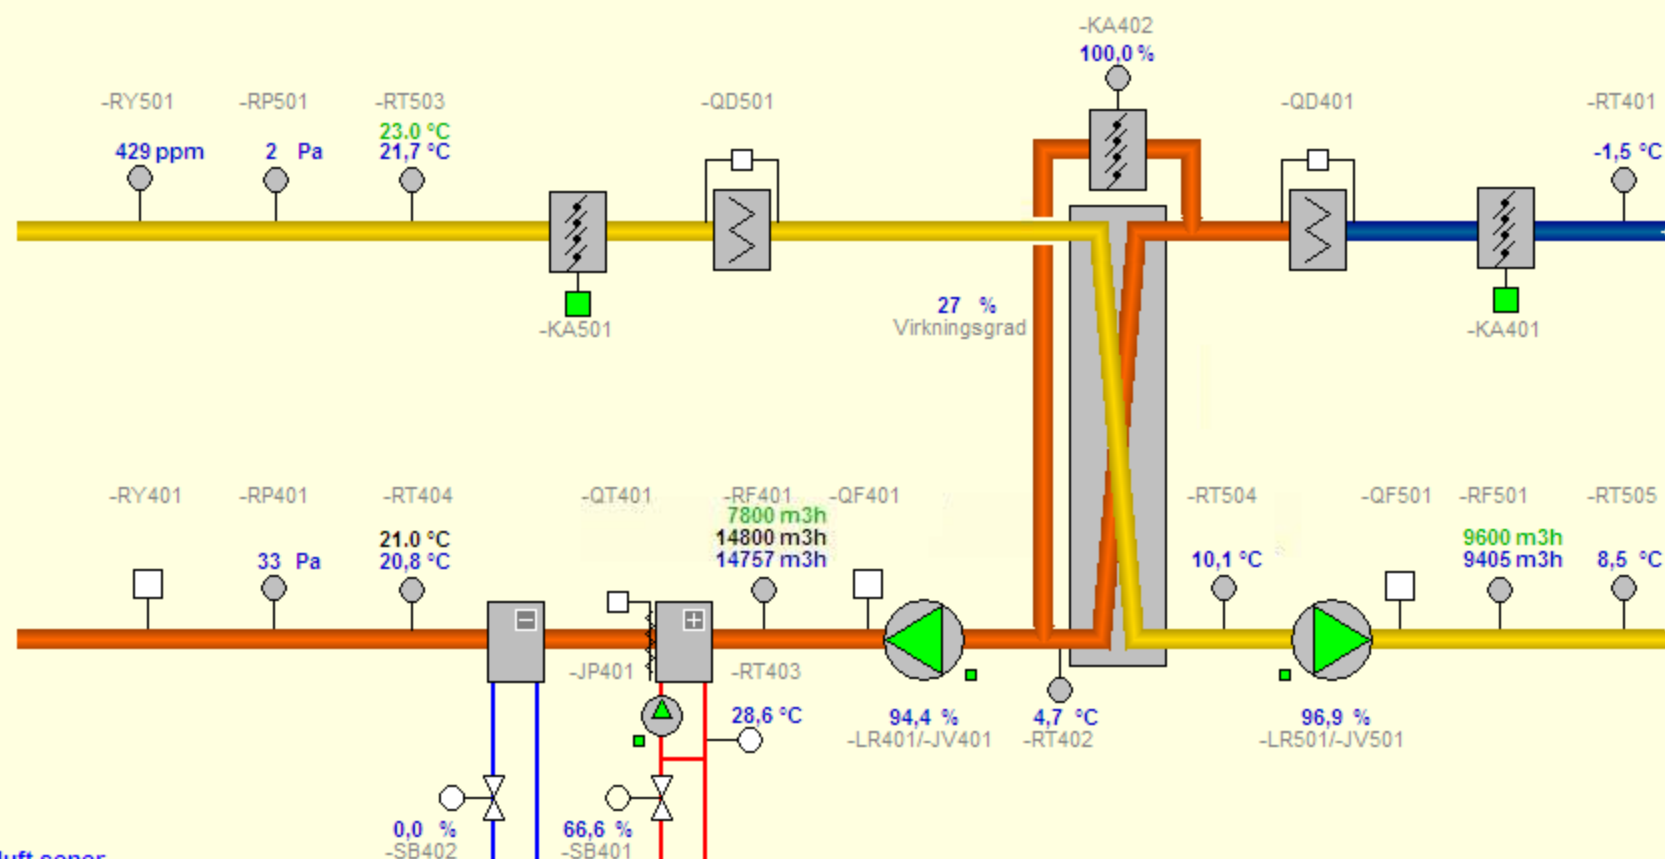 -KA402
100,0 %
-RY501 -RP501 -RT503 -QD501 -QD401 -RT401
23.0 °C
429 ppm 2 Pa 21,7 °C -1,5 °C
27 %
Virkningsgrad
-KA501 -KA401
-RY401 -RP401 -RT404 -QT401 -RF401 -QF401 -RT504 -QF501 -RF501 -RT505
7800 m3h
21.0 °C 14800 m3h 9600 m3h
33 Pa 20,8 °C 14757 m3h 10,1 °C 9405 m3h 8,5 °C
-JP401 -RT403
28,6 °C 94,4 % 4,7 °C 96,9 %
-LR401/-JV401 -RT402 -LR501/-JV501
0,0 % 66,6 %
-SB402 -SB401